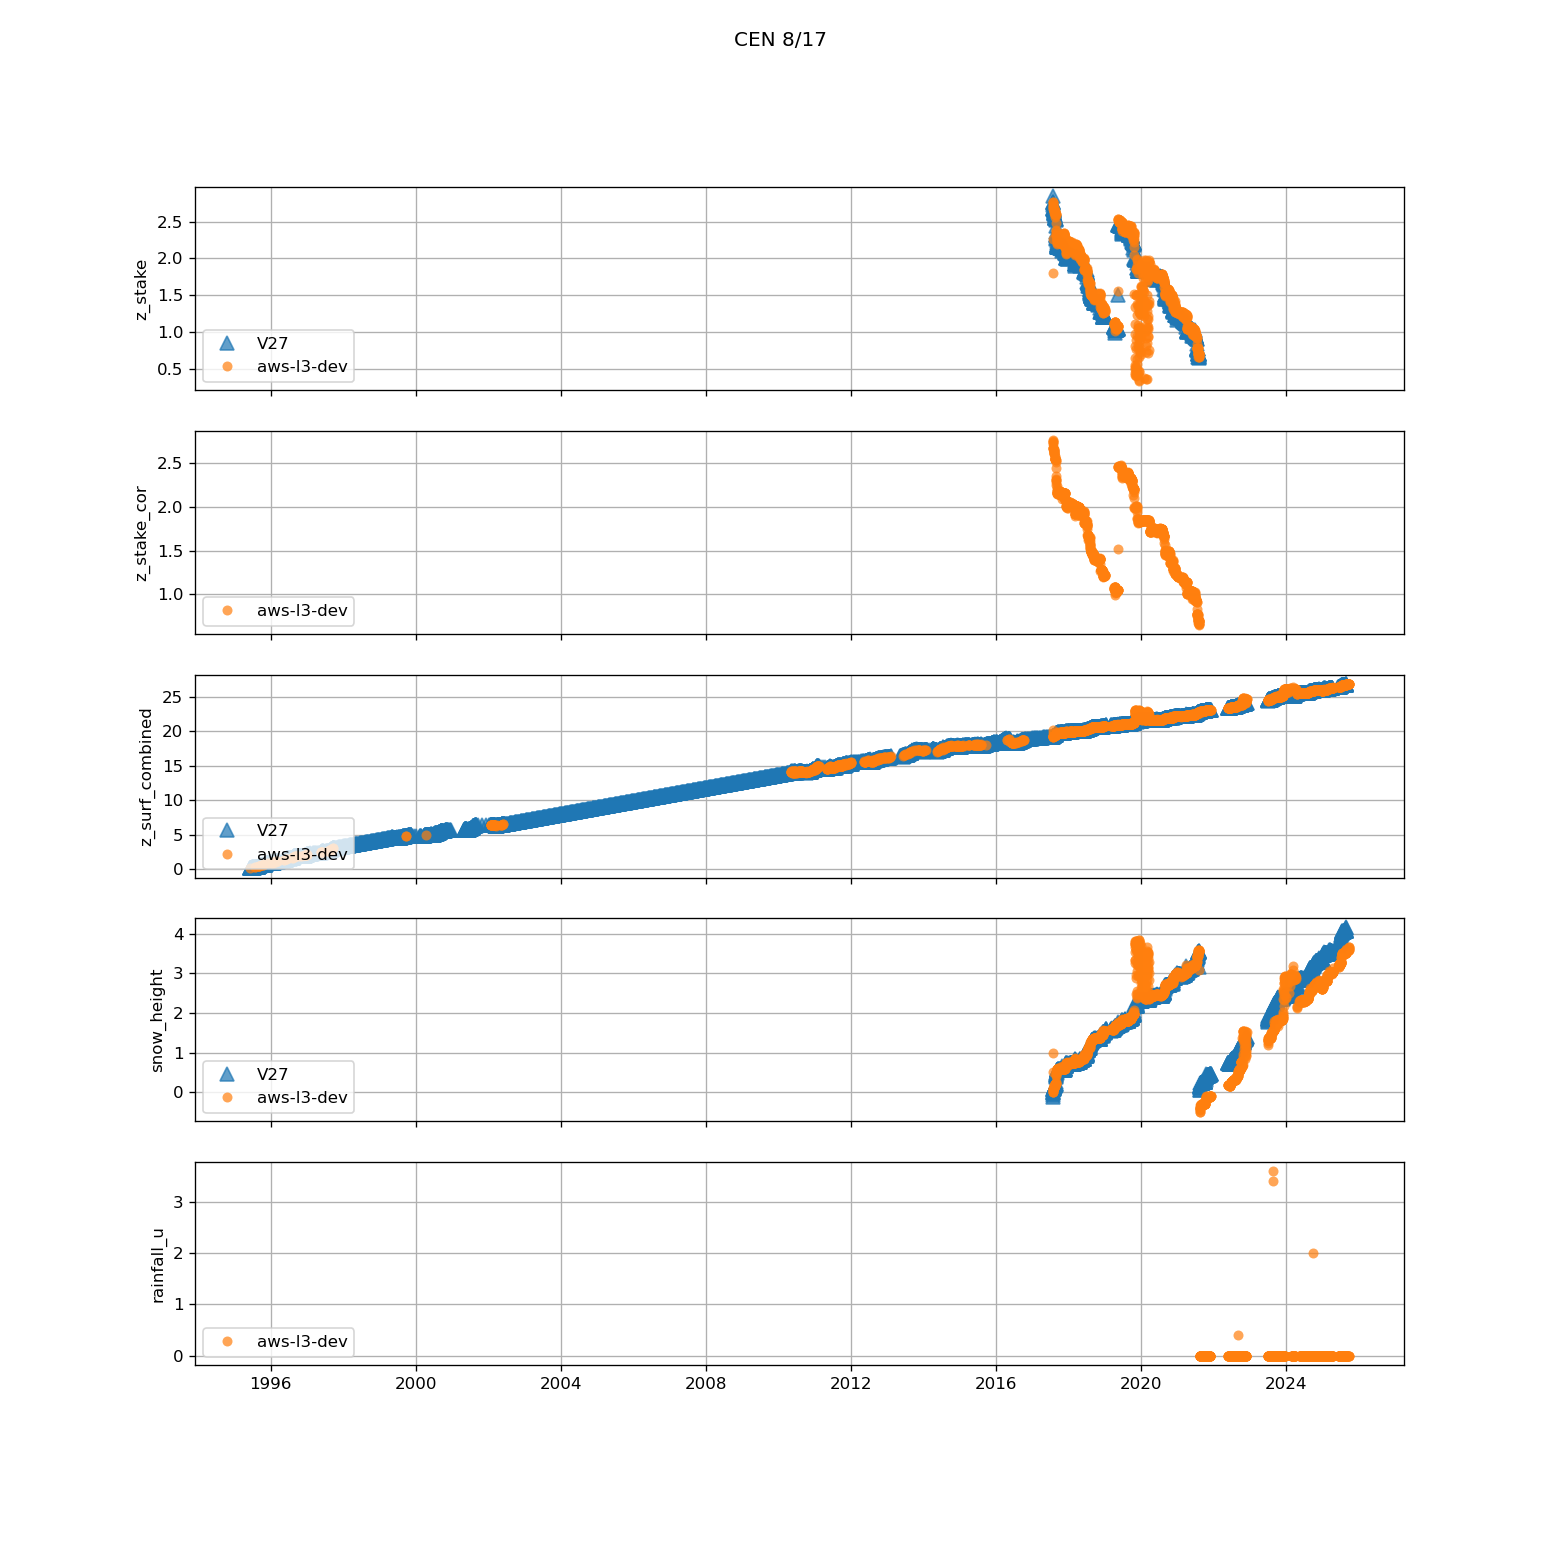 CEN 8/17
2.5
2.0
1.5
1.0
0.5
z_stake
V27
aws-l3-dev
2.5
2.0
1.5
1.0
z_stake_cor
aws-l3-dev
25
20
15
10
5
0
z_surf_combined
V27
aws-l3-dev
4
3
2
1
0
snow_height
V27
aws-l3-dev
3
2
1
0
rainfall_u
aws-l3-dev
1996 2000 2004 2008 2012 2016 2020 2024